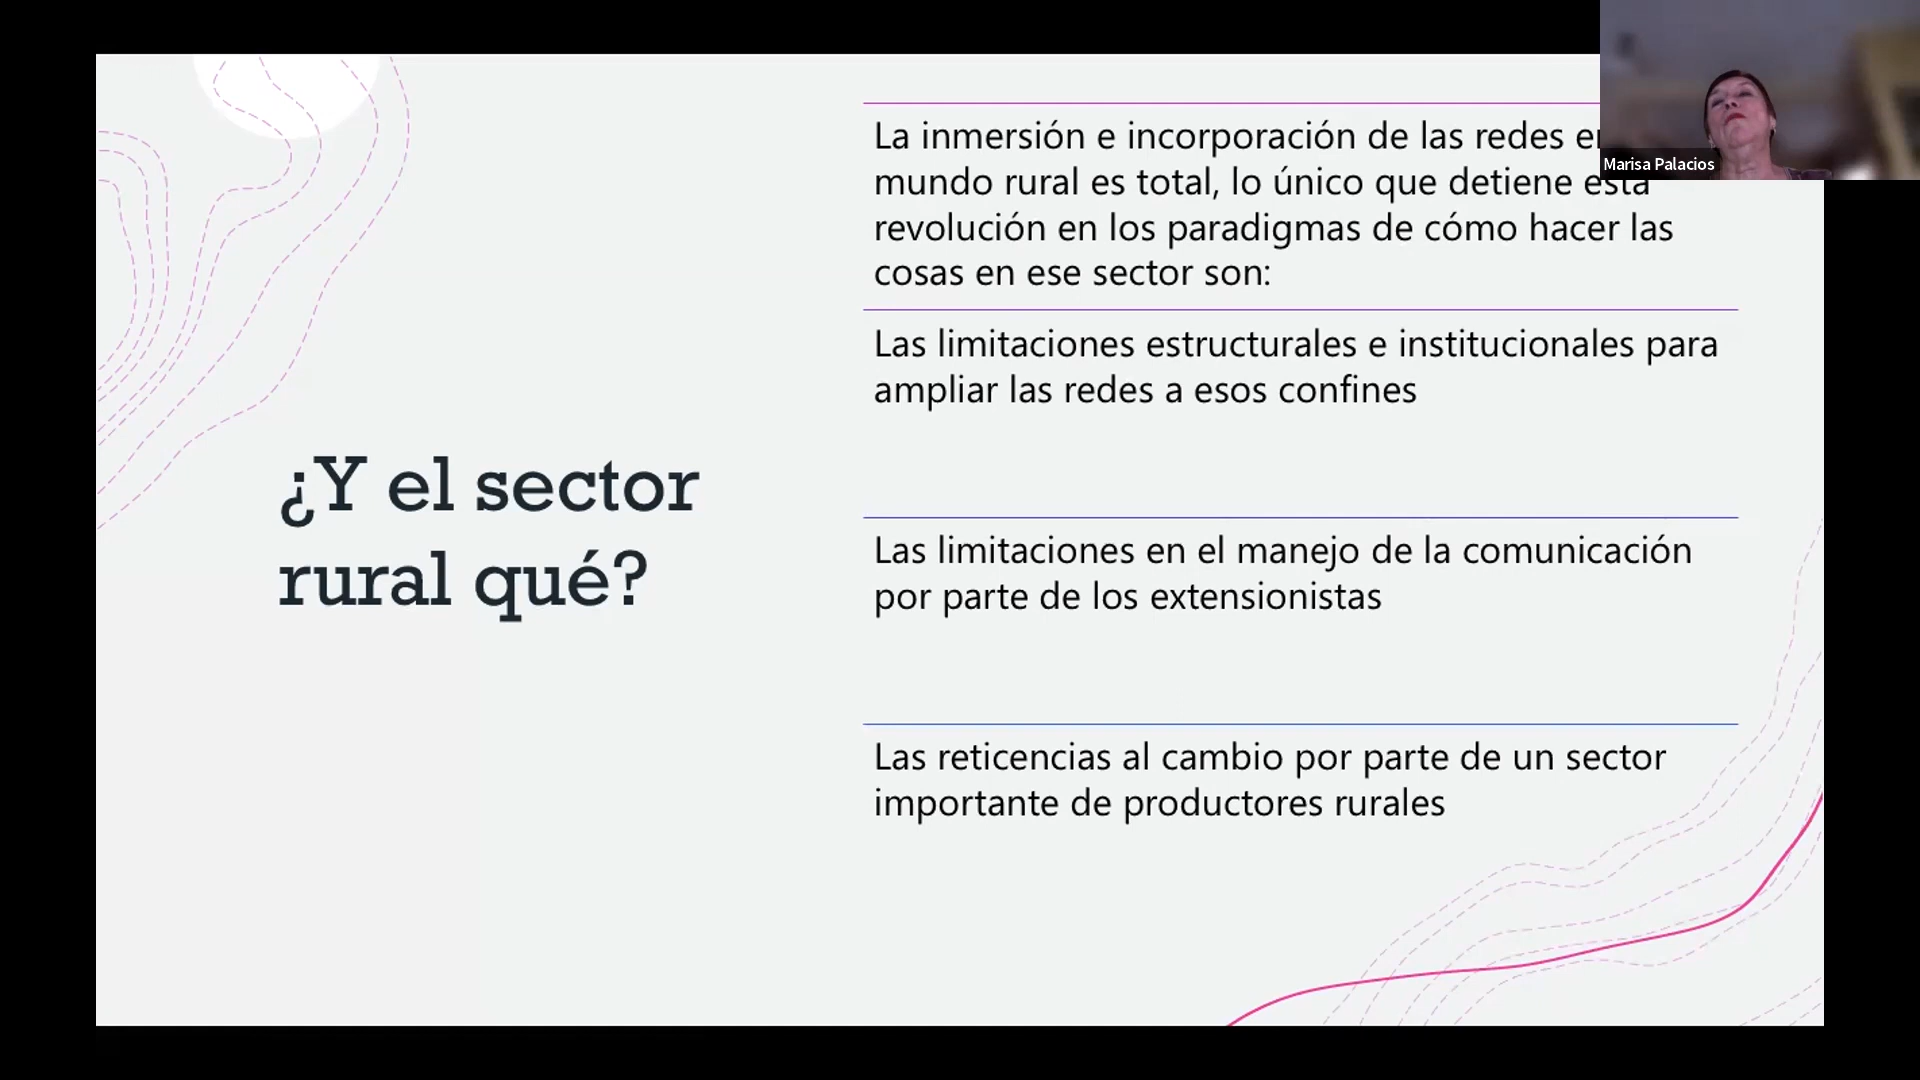 ¿Y el sector
rural qué?
La inmersión e incorporación de las redes en
mundo rural es total, lo único que detiene esta
revolución en los paradigmas de cómo hacer las
cosas en ese sector son:
Las limitaciones estructurales e institucionales para
ampliar las redes a esos confines
Las limitaciones en el manejo de la comunicación
por parte de los extensionistas
Las reticencias al cambio por parte de un sector
importante de productores rurales
Marisa Palacios